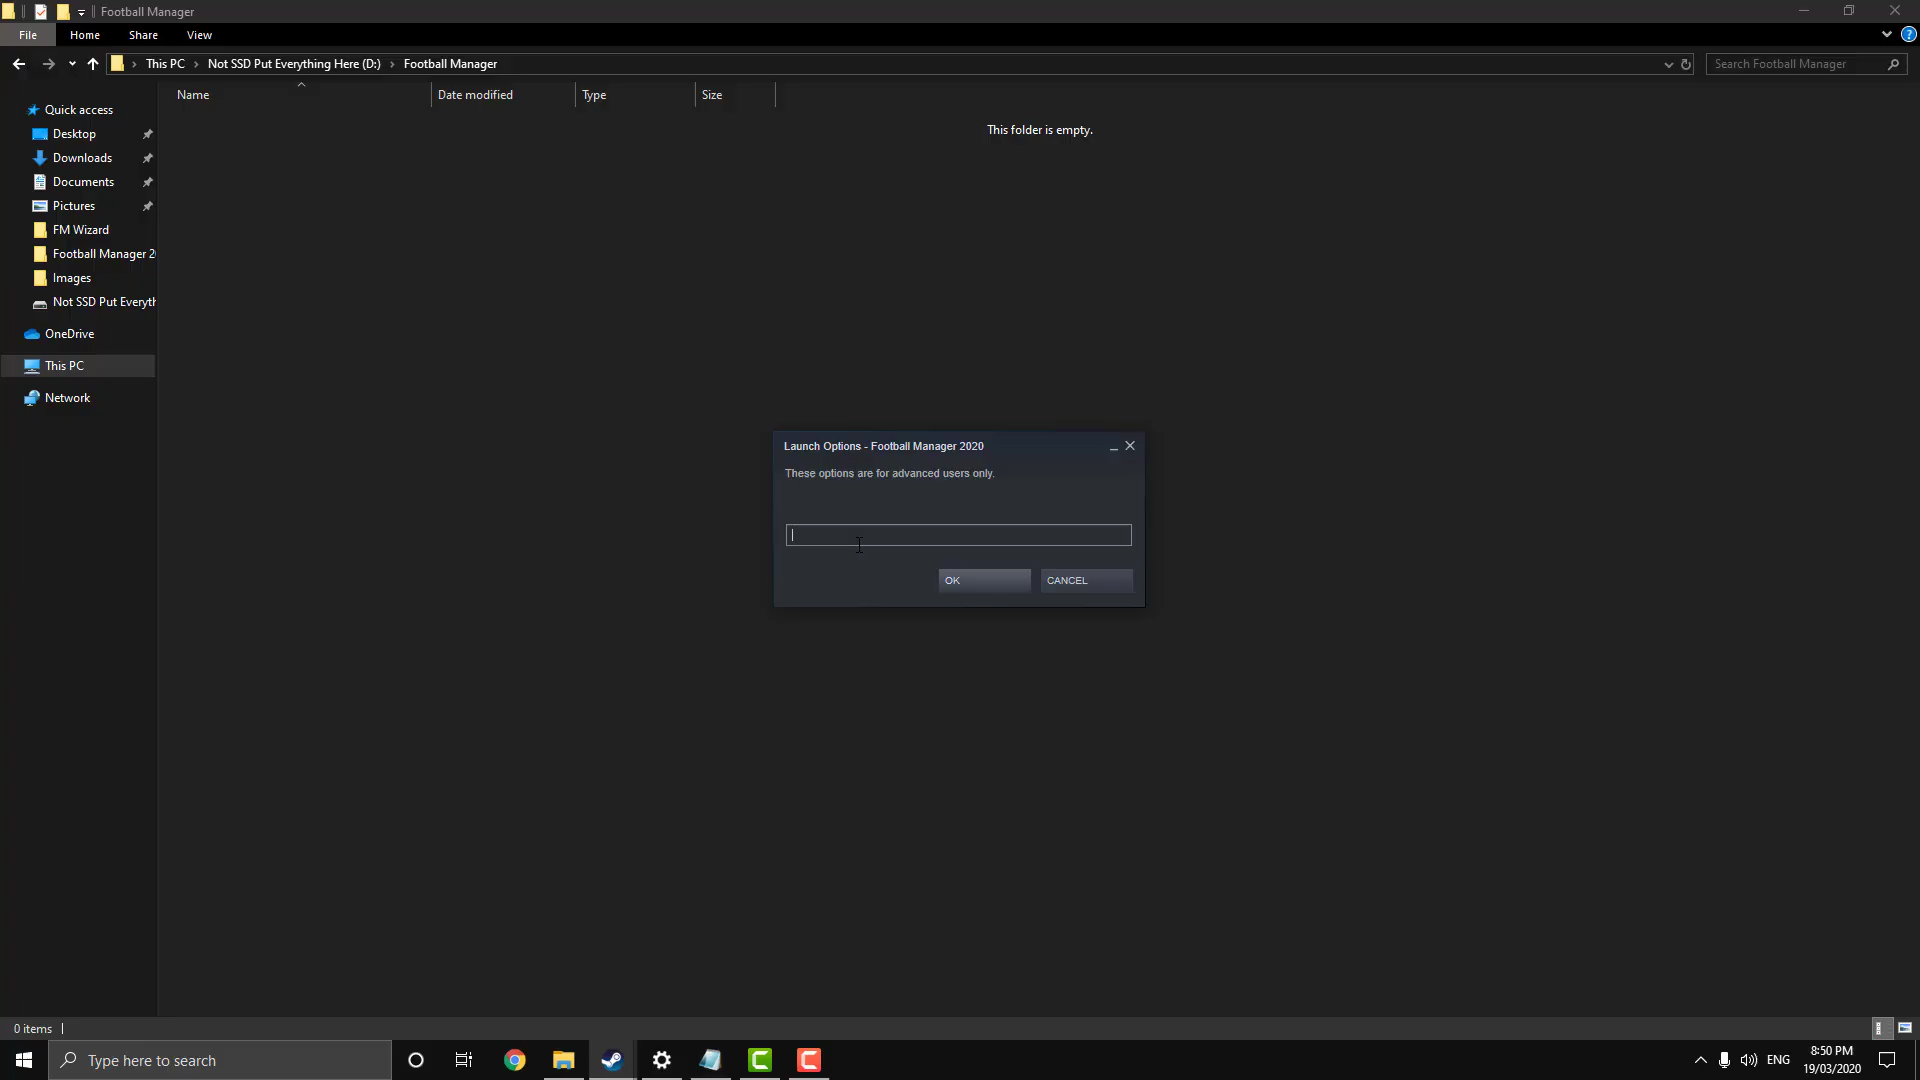 Football Manager
File Home Share View
This PC Not SSD Put Everything Here (D:) Football Manager
Search Football Manager
Name Date modified Type Size
This folder is empty.
Quick access
Desktop
Downloads
Documents
Pictures
FM Wizard
Football Manager 2
Images
Not SSD Put Everyth
OneDrive
This PC
Network
Launch Options - Football Manager 2020
These options are for advanced users only.
OK CANCEL
0 items
Type here to search
ENG
8:50 PM
19/03/2020